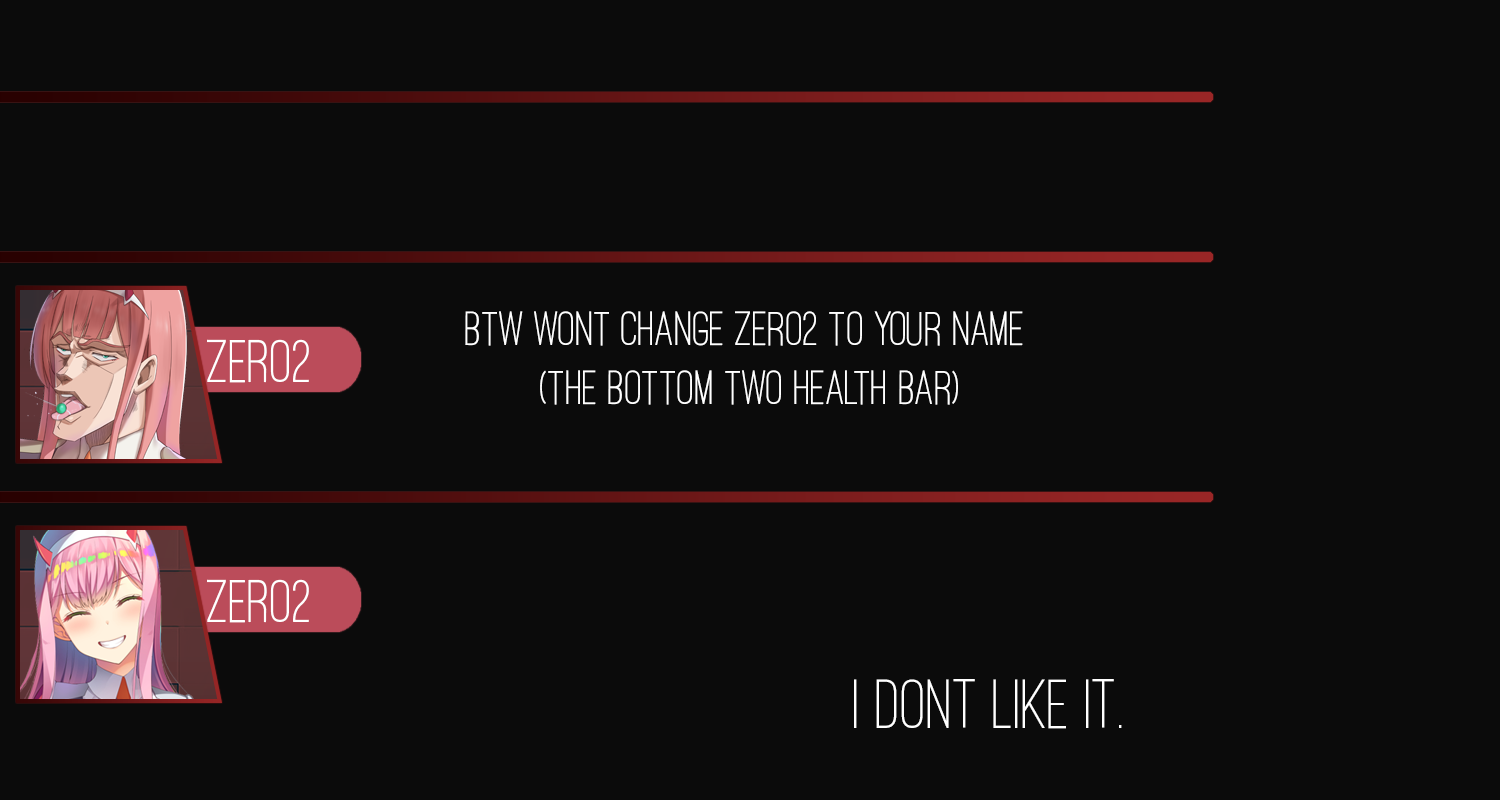 BTW WONT CHANGE ZERO2 TO YOUR NAME
ZERO2
(THE BOTTOM TWO HEALTH BAR)
ZERO2
I DONT LIKE IT.